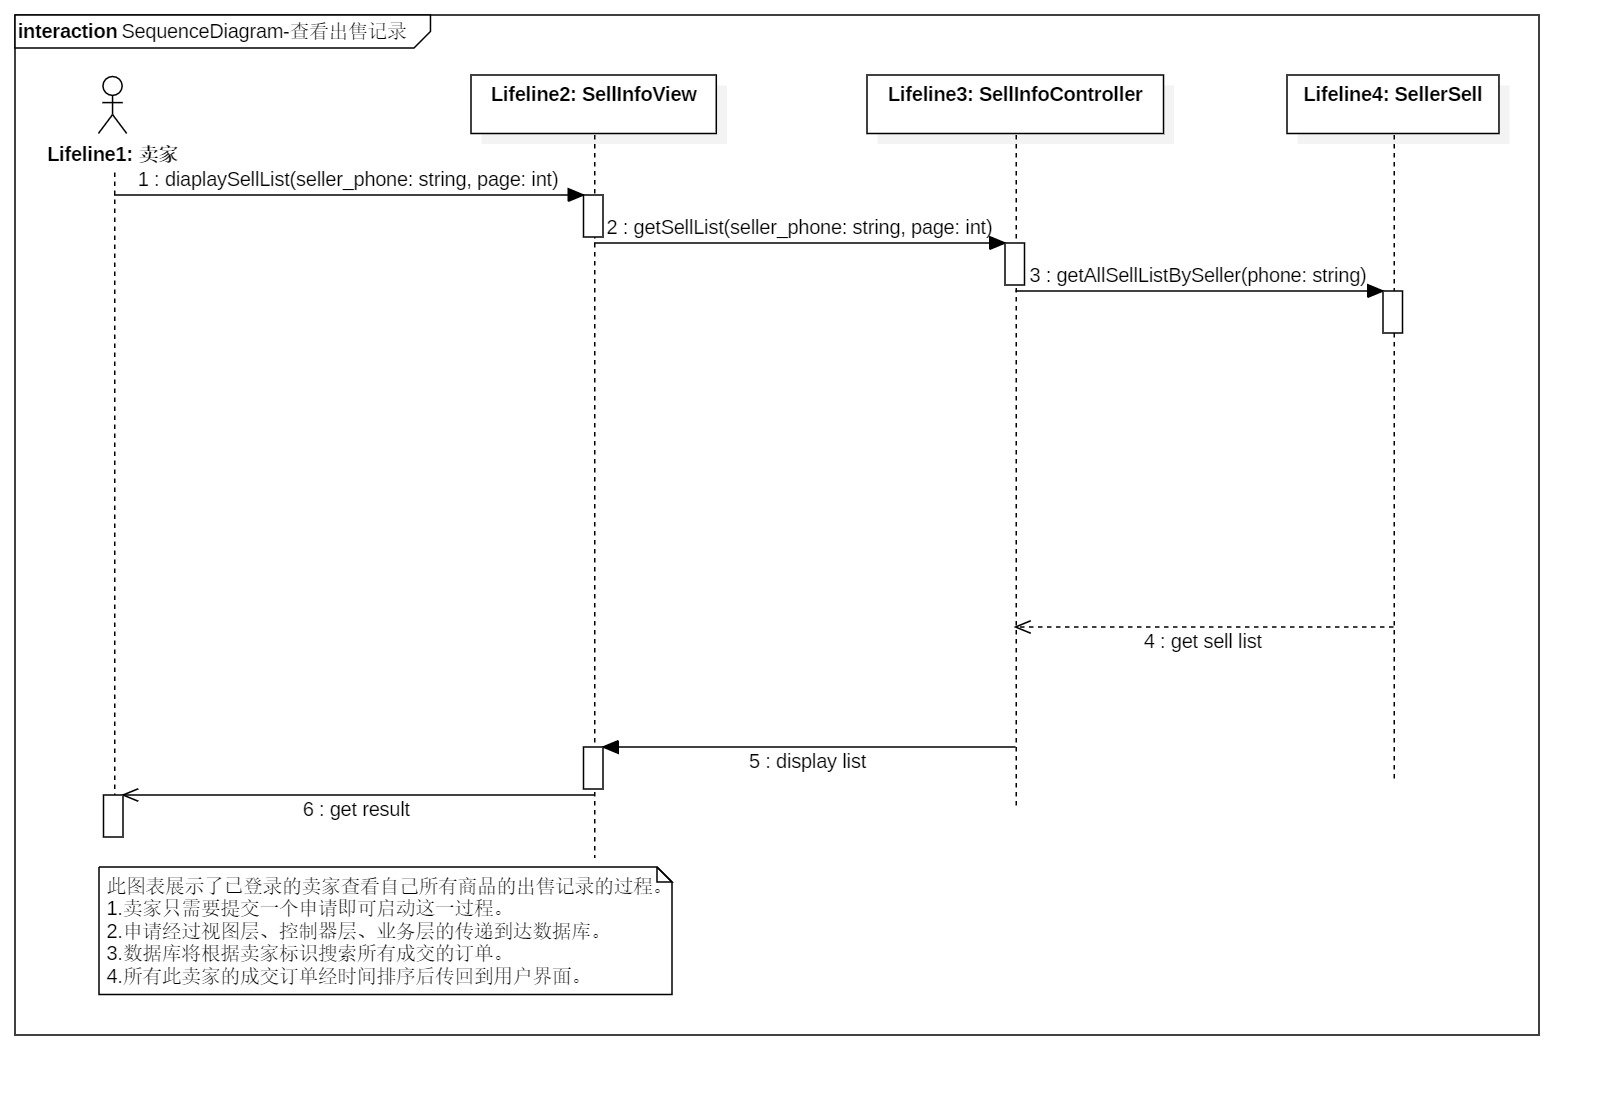 interaction SequenceDiagram-查看出售记录
Lifeline1: 卖家
Lifeline2: SellInfoView
Lifeline3: SellInfoController
Lifeline4: SellerSell
1 : diaplaySellList(seller_phone: string, page: int)
2 : getSellList(seller_phone: string, page: int)
3 : getAllSellListBySeller(phone: string)
4 : get sell list
5 : display list
6 : get result
此图表展示了已登录的卖家查看自己所有商品的出售记录的过程。
1.卖家只需要提交一个申请即可启动这一过程。
2.申请经过视图层、控制器层、业务层的传递到达数据库。
3.数据库将根据卖家标识搜索所有成交的订单。
4.所有此卖家的成交订单经时间排序后传回到用户界面。